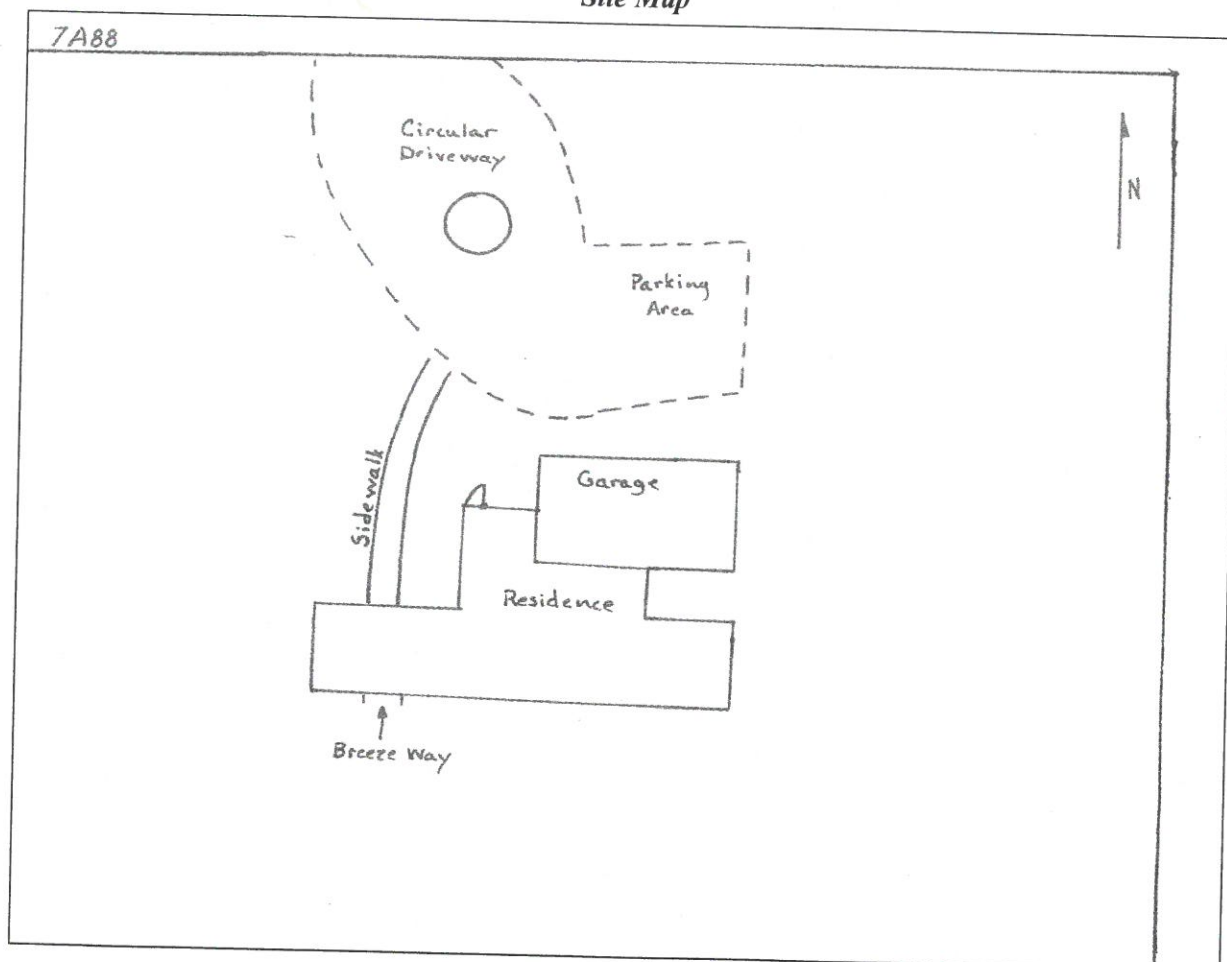 Site Map
7A88
Circular
Driveway
N
Parking
Area
Sidewalk
Garage
Residence
Breeze Way